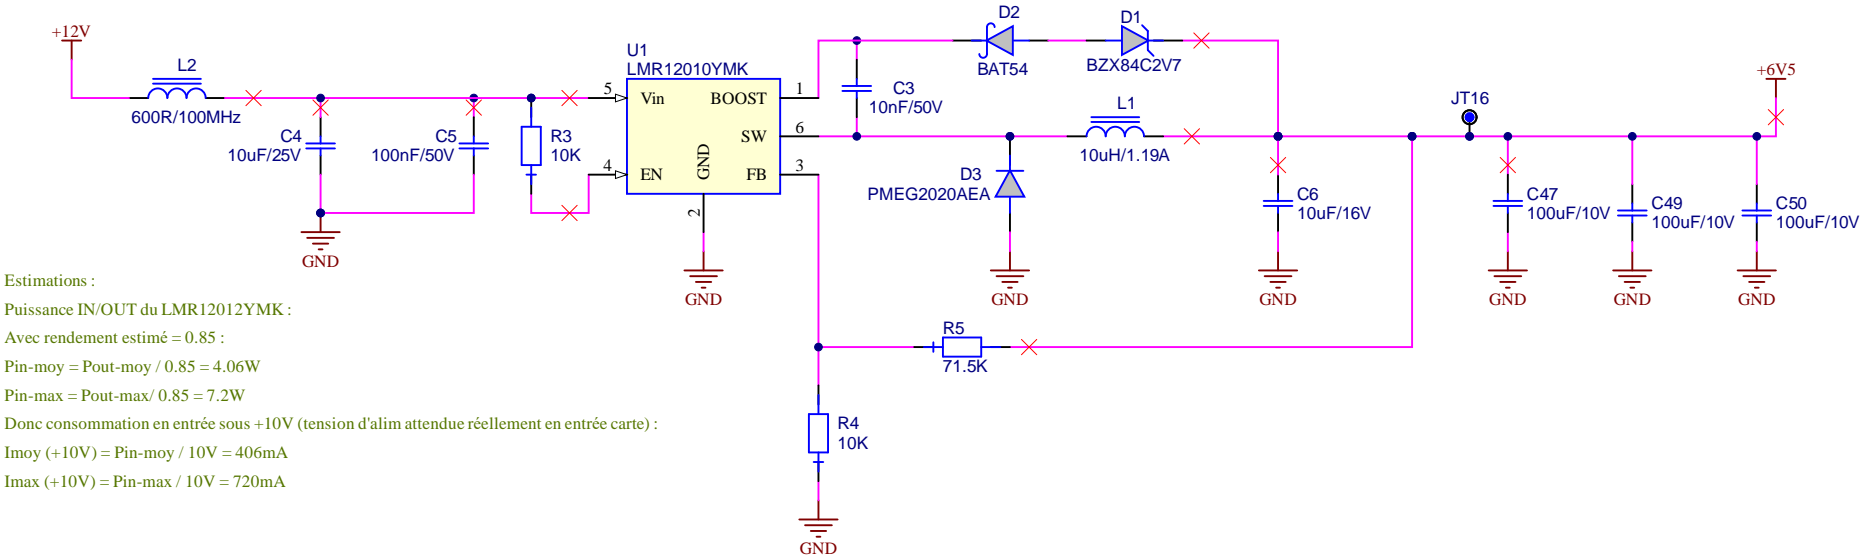 +12V
L2
600R/100MHz
C4
10uF/25V
C5
100nF/50V
GND
R3
10K
U1
LMR12010YMK
5
Vin
BOOST
1
SW
6
4
EN
GND
FB
3
2
GND
C3
10nF/50V
D2
BAT54
D1
BZX84C2V7
L1
10uH/1.19A
D3
PMEG2020AEA
GND
C6
10uF/16V
GND
JT16
+6V5
C47
100uF/10V
GND
C49
100uF/10V
GND
C50
100uF/10V
GND
R5
71.5K
R4
10K
GND
Estimations :
Puissance IN/OUT du LMR12012YMK :
Avec rendement estimé = 0.85 :
Pin-moy = Pout-moy / 0.85 = 4.06W
Pin-max = Pout-max/ 0.85 = 7.2W
Donc consommation en entrée sous +10V (tension d'alim attendue réellement en entrée carte) :
Imoy (+10V) = Pin-moy / 10V = 406mA
Imax (+10V) = Pin-max / 10V = 720mA